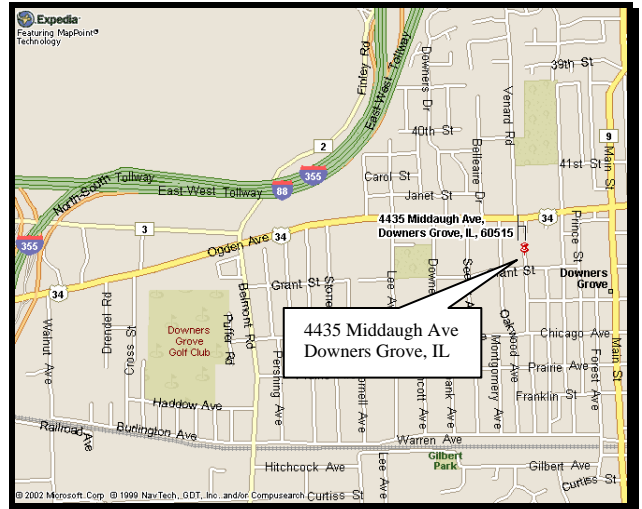 Expedia
Featuring MapPoint®
Technology
Finley Rd
East-West Tollway
Downers Dr
39th St
Venard Rd
2
40th St
9
Main St
Belleaire Dr
41st St
355
Carol St
North-South Tollway
East-West Tollway
88
Janet St
4435 Middaugh Ave,
Downers Grove, IL, 60515
34
3
Ogden Ave
34
Prince St
355
Grant St
Lee Ave
Downers
Grove
34
Belmont Rd
Puffer Rd
Walnut Ave
Drendel Rd
Cross St
Downers
Grove
Golf Club
4435 Middaugh Ave
Downers Grove, IL
Oakwood Ave
Chicago Ave
Main St
Pershing Ave
Montgomery Ave
Prairie Ave
Forest Ave
Franklin St
Haddow Ave
Railroad Ave
Burlington Ave
Warren Ave
Gilbert
Park
Hitchcock Ave
Gilbert Ave
Lee Ave
Curtiss St
Curtiss St
© 2002 Microsoft Corp © 1999 NavTech, GDT, Inc. and/or Compusearch